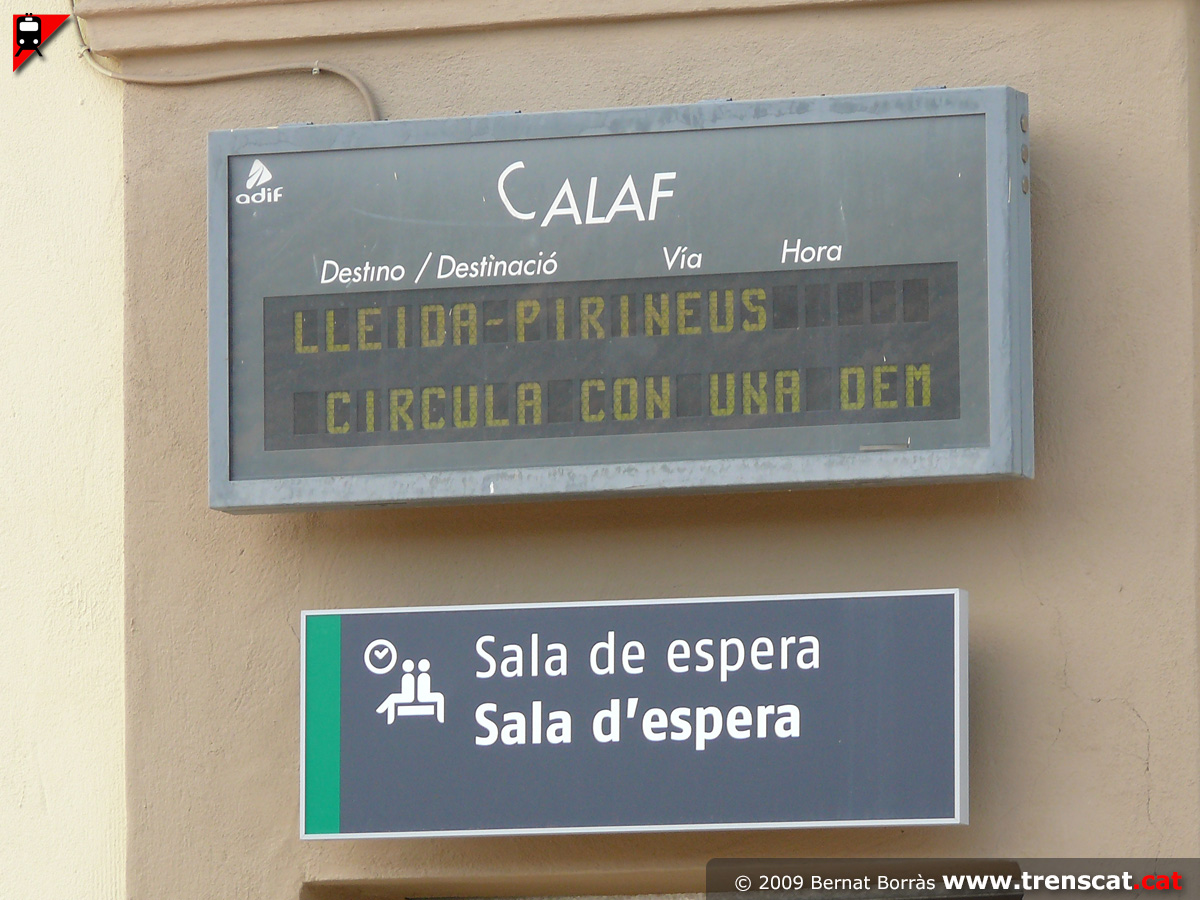 adif
CALAF
Destino / Destìnació Vía Hora
LLEIDA-PIRINEUS
CIRCULA CON UNA DEM
Sala de espera
Sala d'espera
© 2009 Bernat Borràs www.trenscat.cat